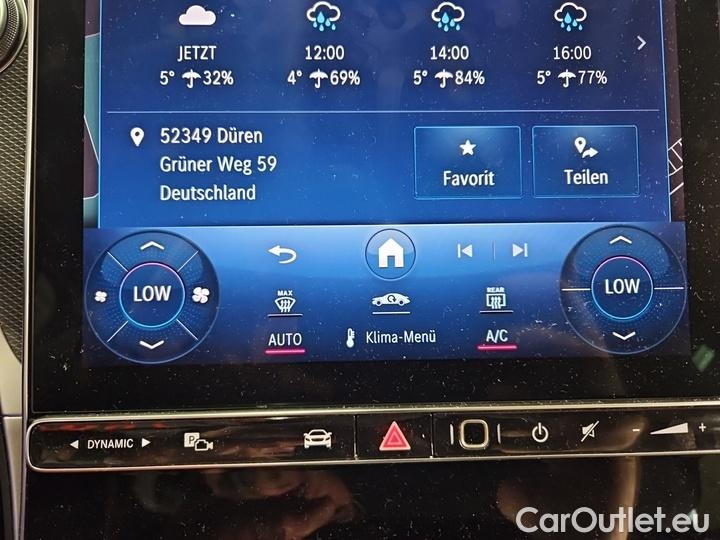 JETZT 12:00 14:00 16:00
5° 32% 4° 69% 5° 84% 5° 77%
52349 Düren
Grüner Weg 59
Deutschland
Favorit Teilen
LOW LOW
MAX REAR
AUTO Klima-Menü A/C
DYNAMIC P - +
CarOutlet.eu